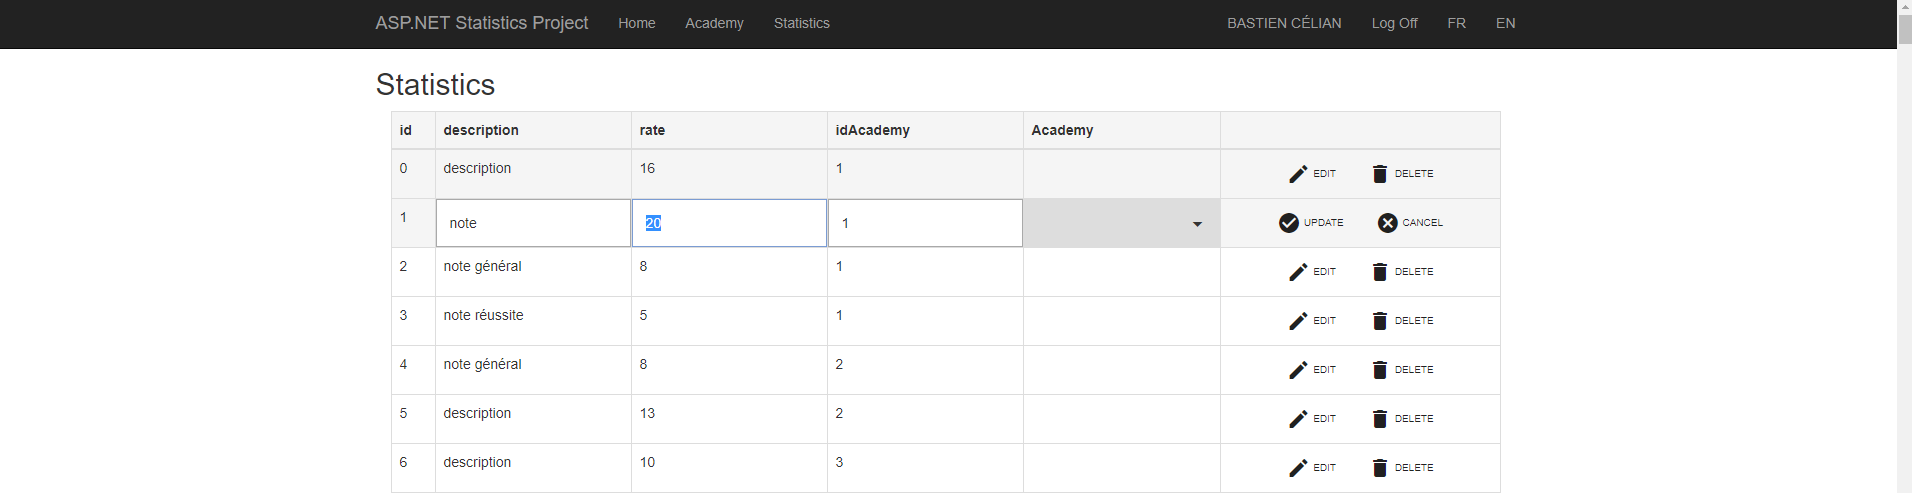 ASP.NET Statistics Project Home Academy Statistics BASTIEN CÉLIAN Log Off FR EN
Statistics
id description rate idAcademy Academy
0 description 16 1 EDIT DELETE
1 note 20 1 UPDATE CANCEL
2 note général 8 1 EDIT DELETE
3 note réussite 5 1 EDIT DELETE
4 note général 8 2 EDIT DELETE
5 description 13 2 EDIT DELETE
6 description 10 3 EDIT DELETE